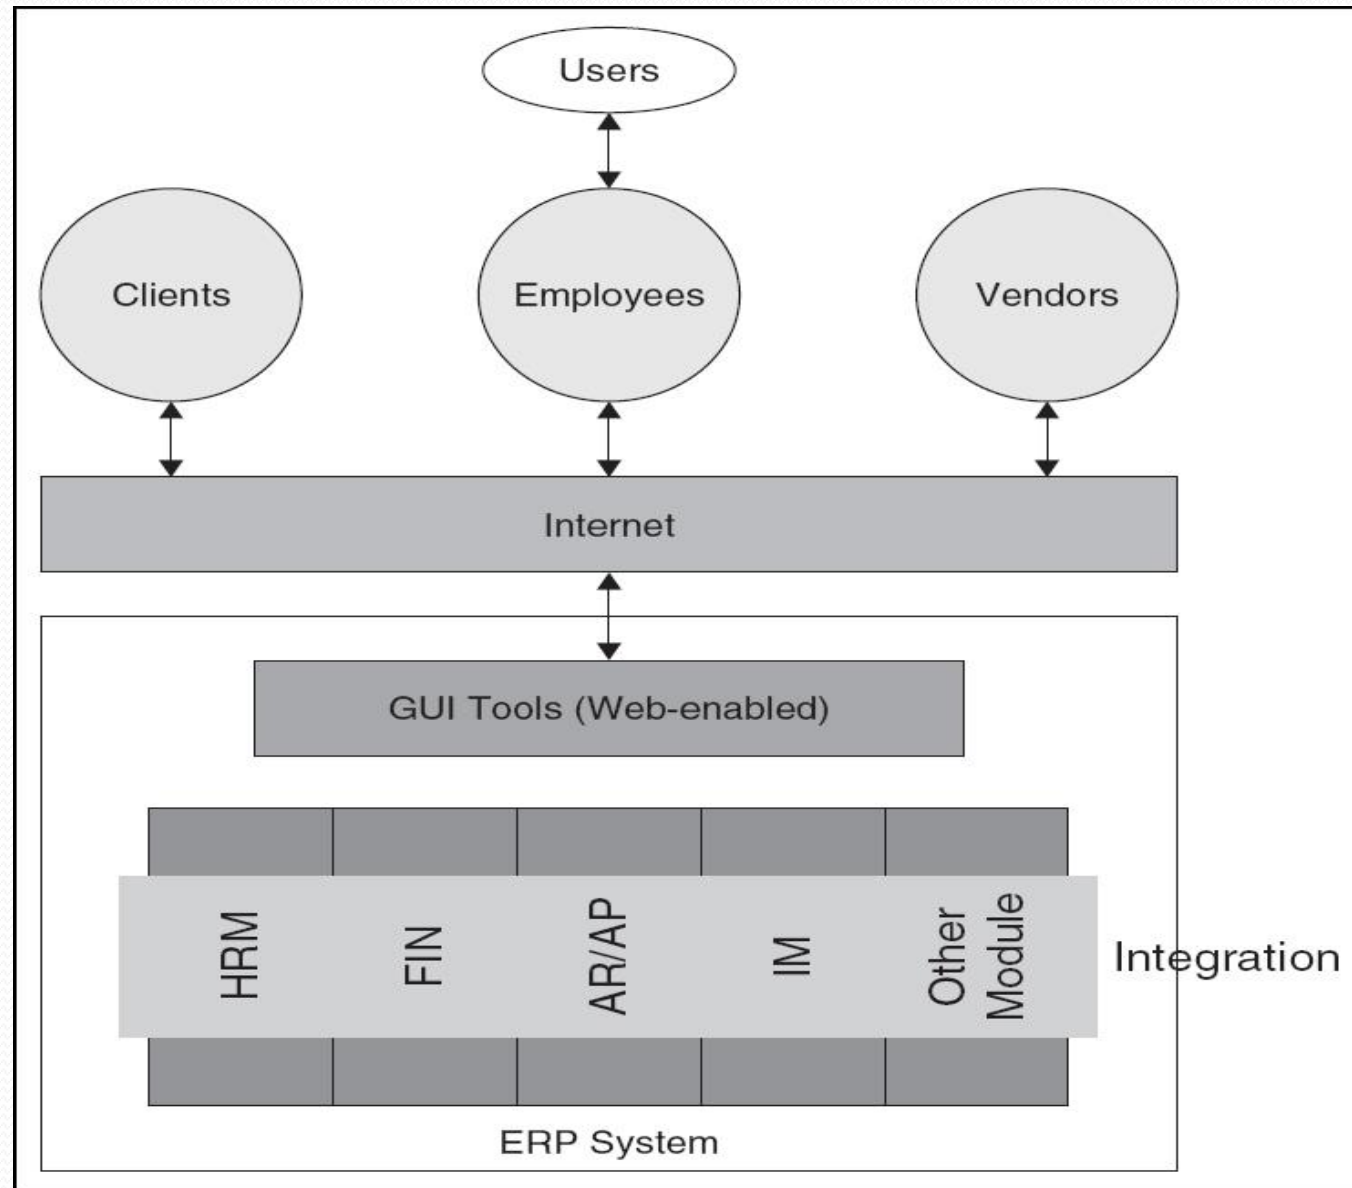 Users
Clients
Employees
Vendors
Internet
GUI Tools (Web-enabled)
HRM
FIN
AR/AP
IM
Other
Module
Integration
ERP System